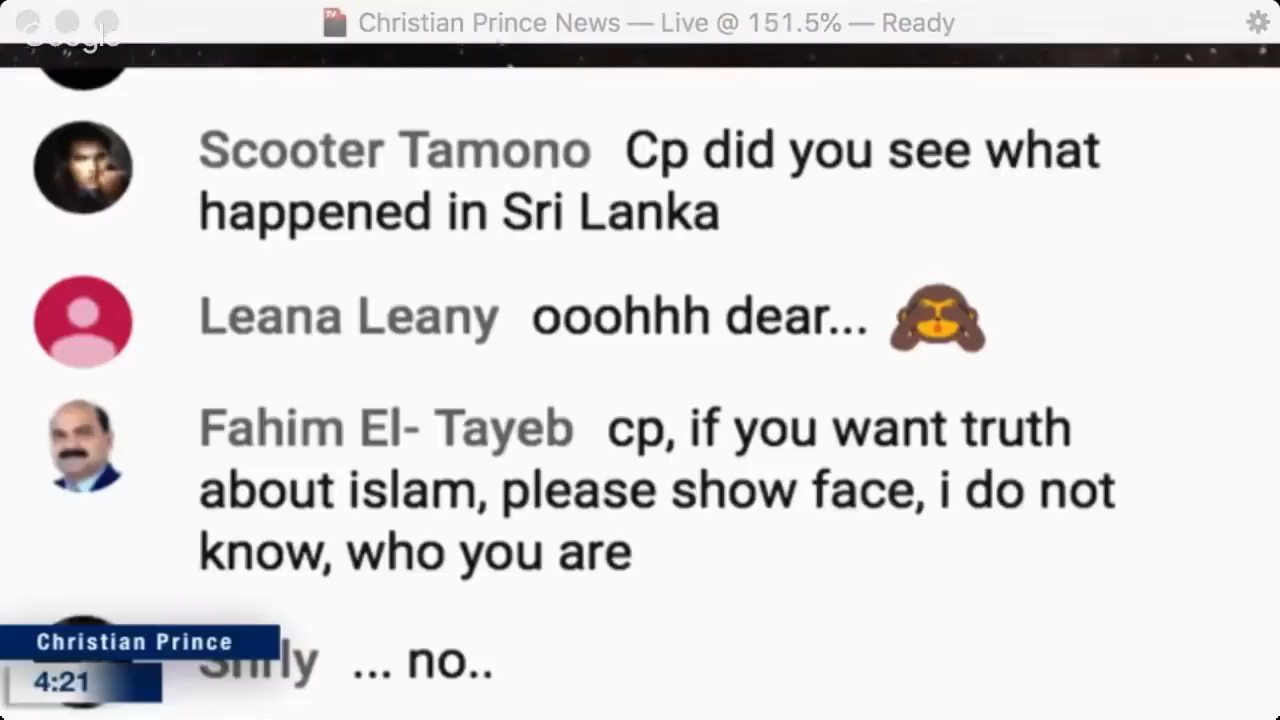 Christian Prince News — Live @ 151.5% — Ready
Google
Scooter Tamono Cp did you see what
happened in Sri Lanka
Leana Leany ooohhh dear...
Fahim El- Tayeb cp, if you want truth
about islam, please show face, i do not
know, who you are
Christian Prince
... no..
4:21